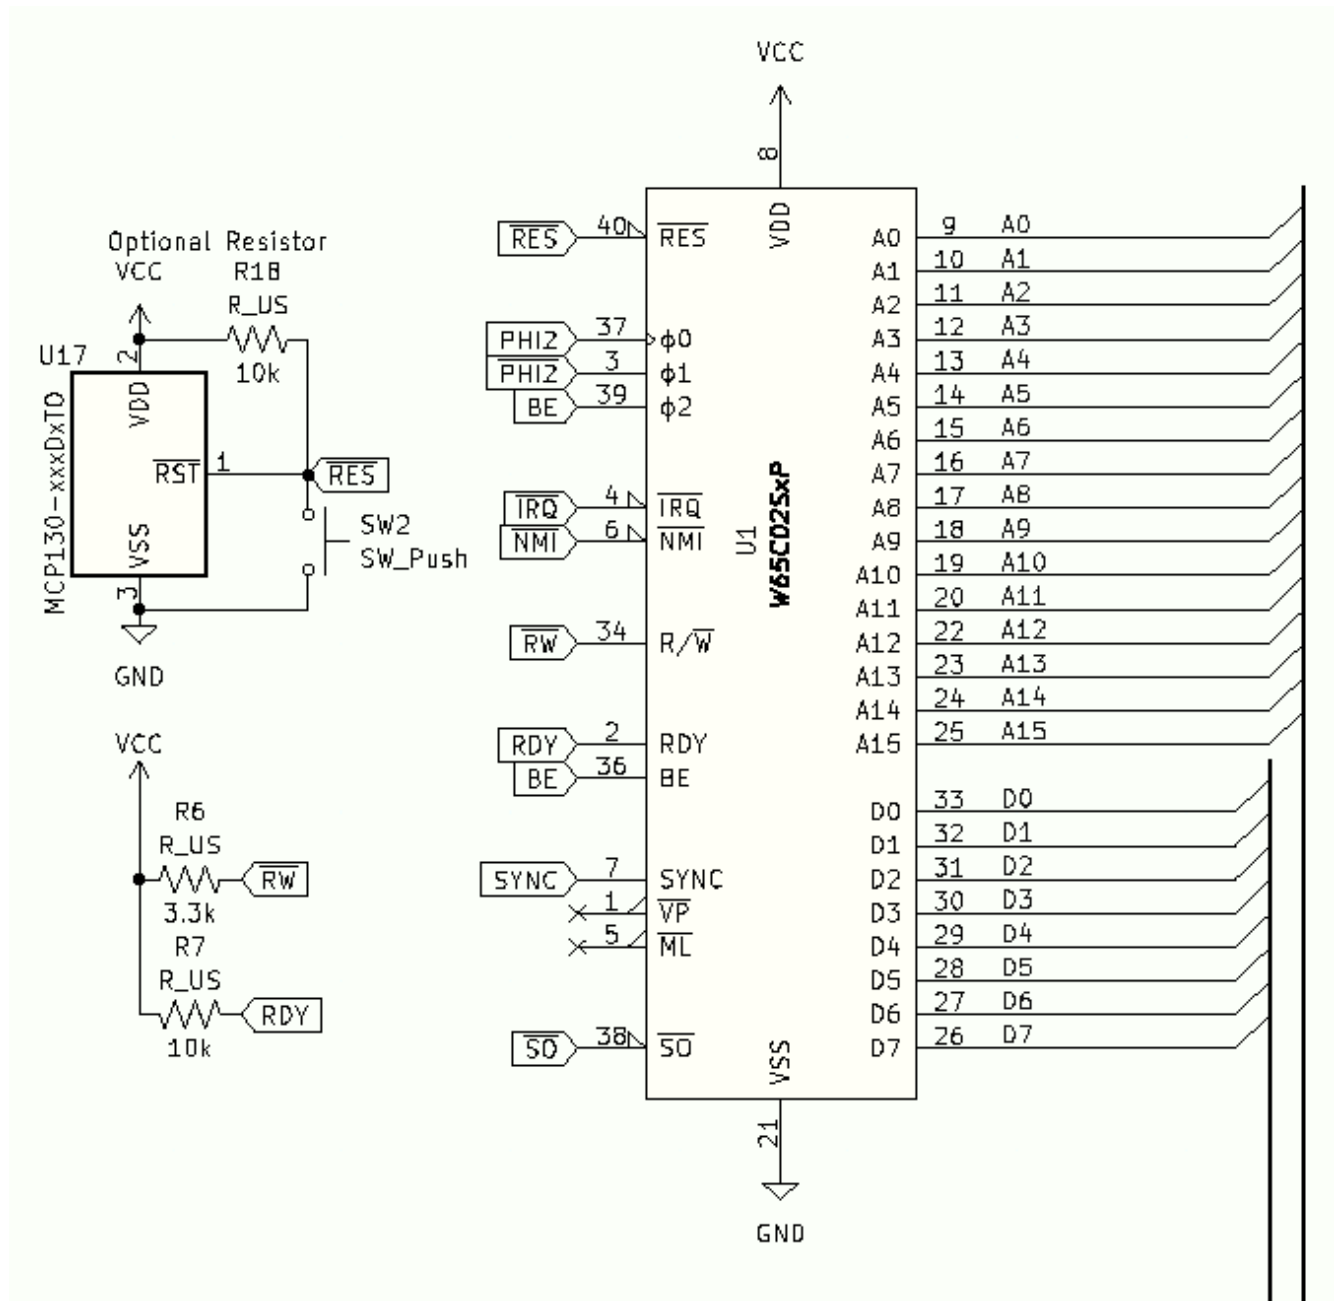 VCC
8
VDD
Optional Resistor
VCC
R18
R_US
10k
U17
2
VDD
MCP130-xxxDxTO
RST
1
RES
VSS
3
SW2
SW_Push
GND
VCC
R6
R_US
3.3k
RW
R7
R_US
10k
RDY
RES 40 RES
PHI2 37 ϕ0
PHI2 3 ϕ1
BE 39 ϕ2
IRQ 4 IRQ
NMI 6 NMI
RW 34 R/W
RDY 2 RDY
BE 36 BE
SYNC 7 SYNC
1 VP
5 ML
SO 38 SO
U1
W65C02SxP
A0 9 A0
A1 10 A1
A2 11 A2
A3 12 A3
A4 13 A4
A5 14 A5
A6 15 A6
A7 16 A7
A8 17 A8
A9 18 A9
A10 19 A10
A11 20 A11
A12 22 A12
A13 23 A13
A14 24 A14
A15 25 A15
D0 33 D0
D1 32 D1
D2 31 D2
D3 30 D3
D4 29 D4
D5 28 D5
D6 27 D6
D7 26 D7
VSS
21
GND